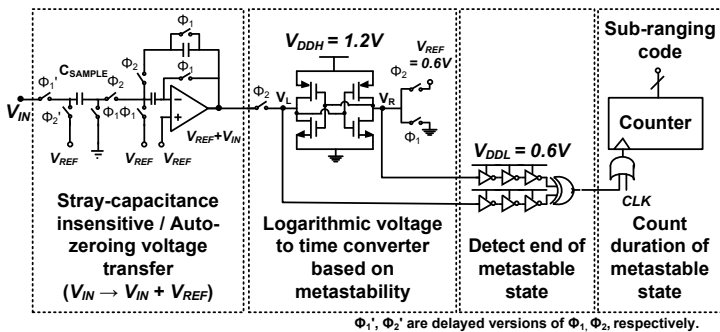 Φ1
Φ2
CSAMPLE
Φ1'
Φ2
Φ1
VIN
Φ2'
Φ1
Φ1
VREF
VREF
VREF
VREF+VIN
Stray-capacitance
insensitive / Auto-
zeroing voltage
transfer
(VIN → VIN + VREF)
VDDH = 1.2V
VREF
= 0.6V
Φ2
Φ2
VL
VR
Φ1
Logarithmic voltage
to time converter
based on
metastability
VDDL = 0.6V
Detect end of
metastable
state
Sub-ranging
code
Counter
CLK
Count
duration of
metastable
state
Φ1', Φ2' are delayed versions of Φ1, Φ2, respectively.